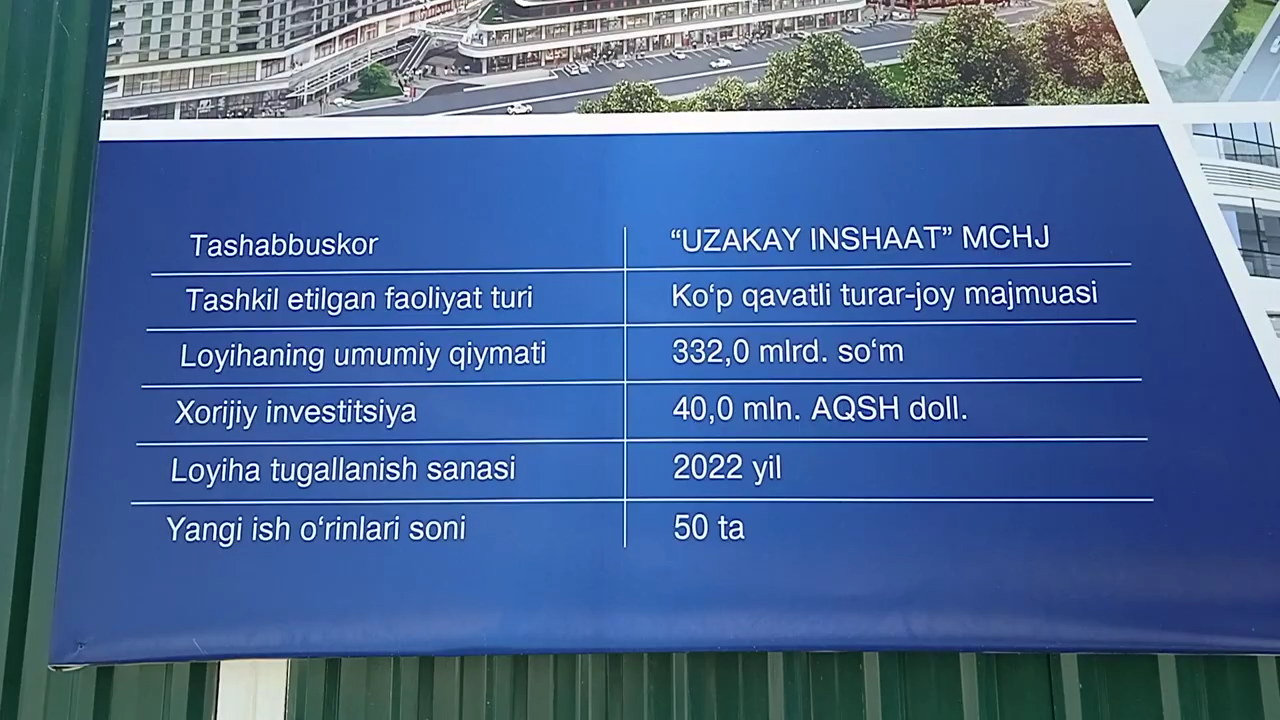 Tashabbuskor “UZAKAY INSHAAT” MCHJ
Tashkil etilgan faoliyat turi Ko‘p qavatli turar-joy majmuasi
Loyihaning umumiy qiymati 332,0 mlrd. so‘m
Xorijiy investitsiya 40,0 mln. AQSH doll.
Loyiha tugallanish sanasi 2022 yil
Yangi ish o‘rinlari soni 50 ta